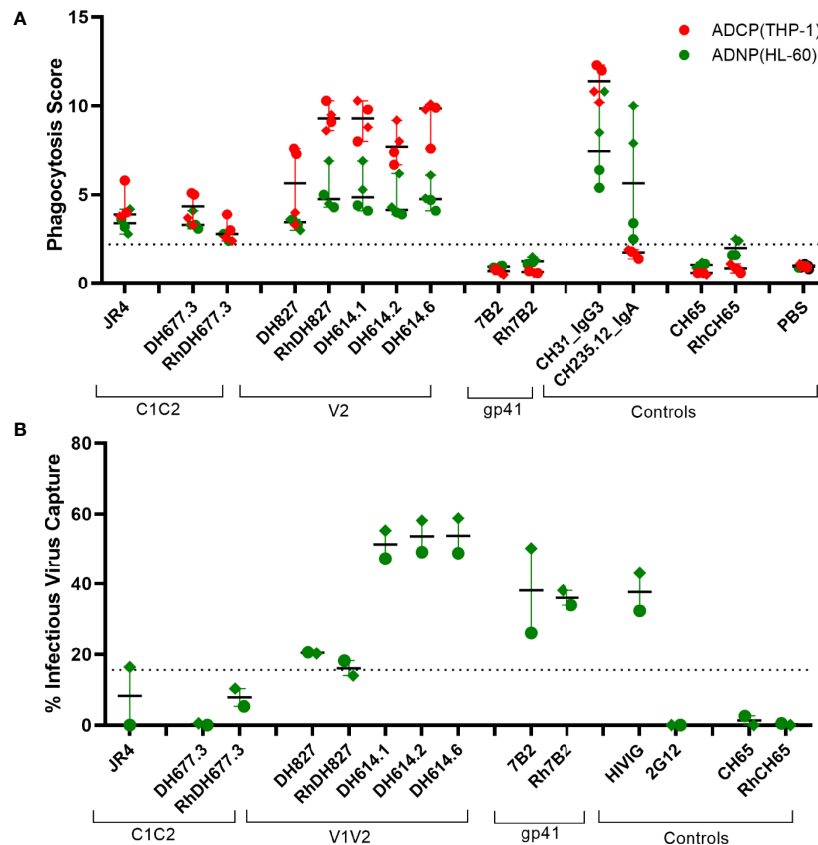 A
15
10
5
0
Phagocytosis Score
ADCP(THP-1)
ADNP(HL-60)
JR4
DH677.3
RhDH677.3
DH827
RhDH827
DH614.1
DH614.2
DH614.6
7B2
Rh7B2
CH31_IgG3
CH235.12_IgA
CH65
RhCH65
PBS
C1C2
V2
gp41
Controls
B
80
60
40
20
0
% Infectious Virus Capture
JR4
DH677.3
RhDH677.3
DH827
RhDH827
DH614.1
DH614.2
DH614.6
7B2
Rh7B2
HIVIG
2G12
CH65
RhCH65
C1C2
V1V2
gp41
Controls